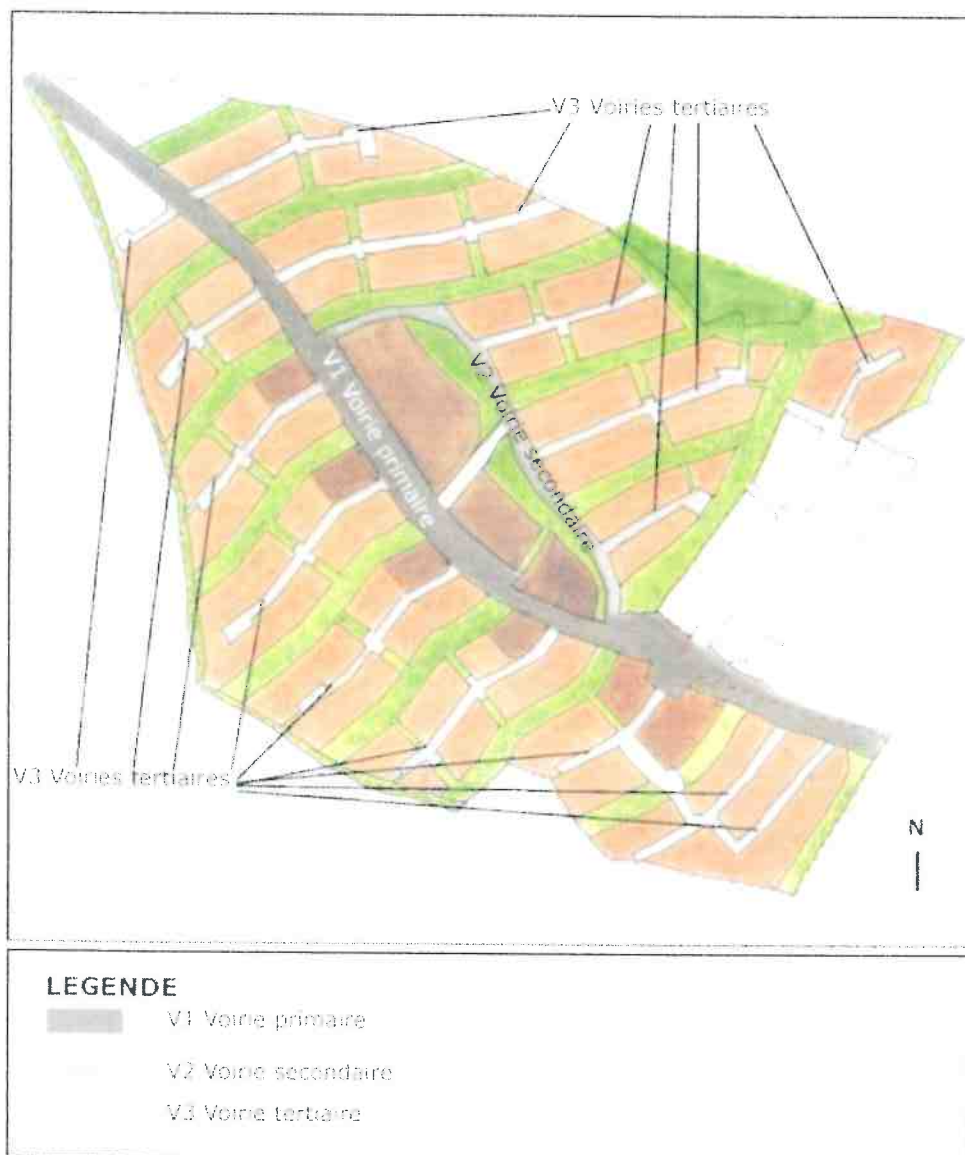 V3 Voiries tertiaires
V1 Voirie primaire
V2 Voirie secondaire
V3 Voiries tertiaires
N
LEGENDE
V1 Voirie primaire
V2 Voirie secondaire
V3 Voirie tertiaire